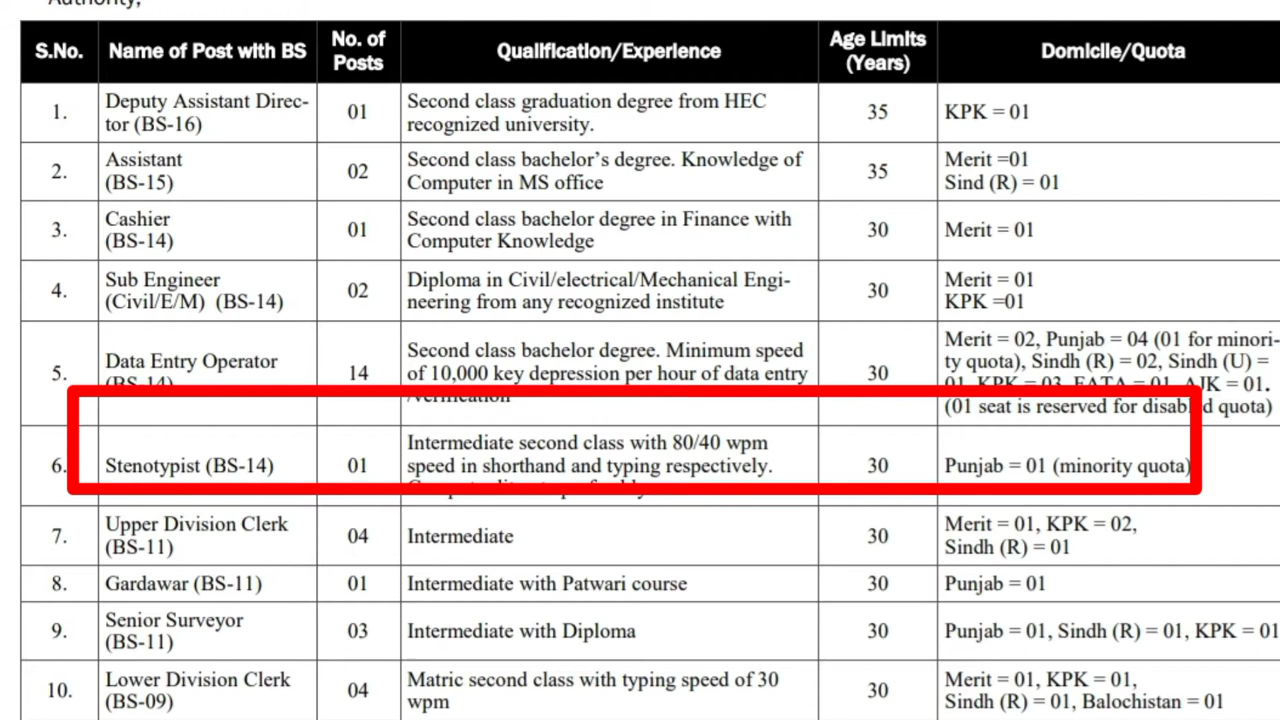 Authority,
S.No. Name of Post with BS No. of Posts Qualification/Experience Age Limits (Years) Domicile/Quota
1. Deputy Assistant Direc-
tor (BS-16) 01 Second class graduation degree from HEC
recognized university. 35 KPK = 01
2. Assistant
(BS-15) 02 Second class bachelor's degree. Knowledge of
Computer in MS office 35 Merit =01
Sind (R) = 01
3. Cashier
(BS-14) 01 Second class bachelor degree in Finance with
Computer Knowledge 30 Merit = 01
4. Sub Engineer
(Civil/E/M) (BS-14) 02 Diploma in Civil/electrical/Mechanical Engi-
neering from any recognized institute 30 Merit = 01
KPK =01
5. Data Entry Operator
(BS-14) 14 Second class bachelor degree. Minimum speed
of 10,000 key depression per hour of data entry
/verification 30 Merit = 02, Punjab = 04 (01 for minori-
ty quota), Sindh (R) = 02, Sindh (U) =
01, KPK = 03, FATA = 01, AJK = 01.
(01 seat is reserved for disabled quota)
6. Stenotypist (BS-14) 01 Intermediate second class with 80/40 wpm
speed in shorthand and typing respectively.
30 Punjab = 01 (minority quota)
7. Upper Division Clerk
(BS-11) 04 Intermediate 30 Merit = 01, KPK = 02,
Sindh (R) = 01
8. Gardawar (BS-11) 01 Intermediate with Patwari course 30 Punjab = 01
9. Senior Surveyor
(BS-11) 03 Intermediate with Diploma 30 Punjab = 01, Sindh (R) = 01, KPK = 01
10. Lower Division Clerk
(BS-09) 04 Matric second class with typing speed of 30
wpm 30 Merit = 01, KPK = 01,
Sindh (R) = 01, Balochistan = 01